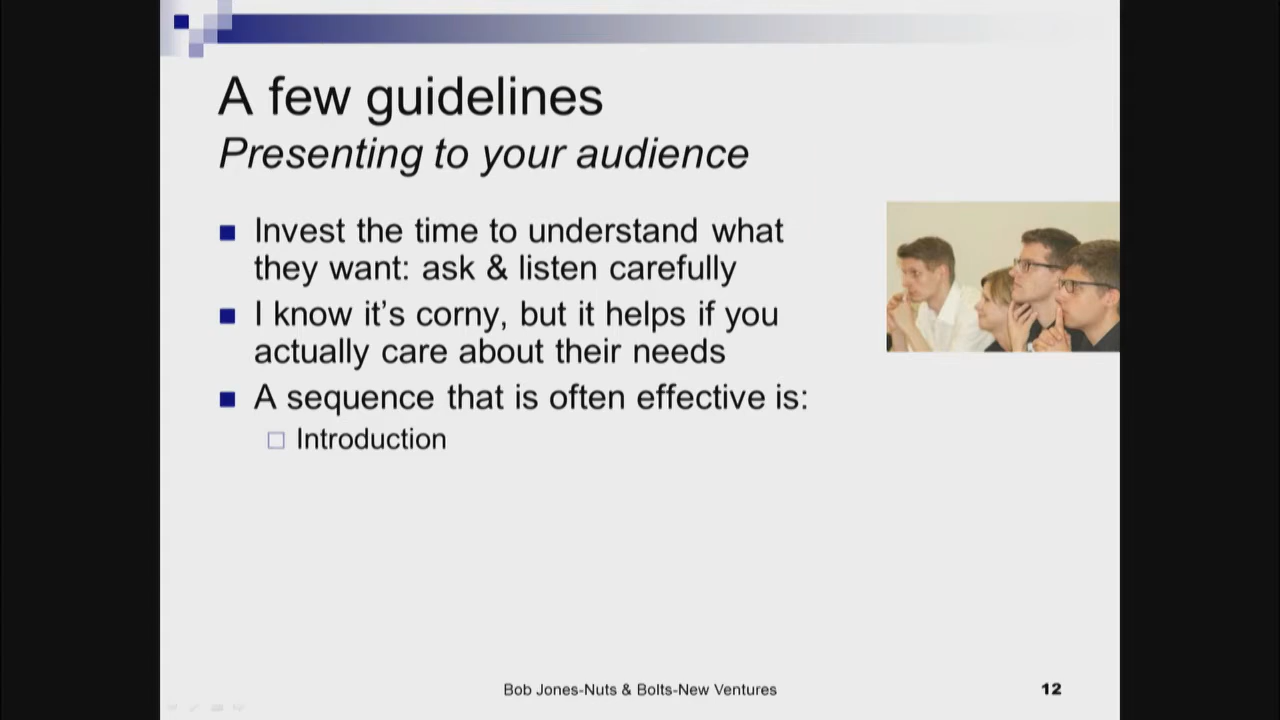 A few guidelines
Presenting to your audience
Invest the time to understand what
they want: ask & listen carefully
I know it’s corny, but it helps if you
actually care about their needs
A sequence that is often effective is:
Introduction
Bob Jones-Nuts & Bolts-New Ventures
12